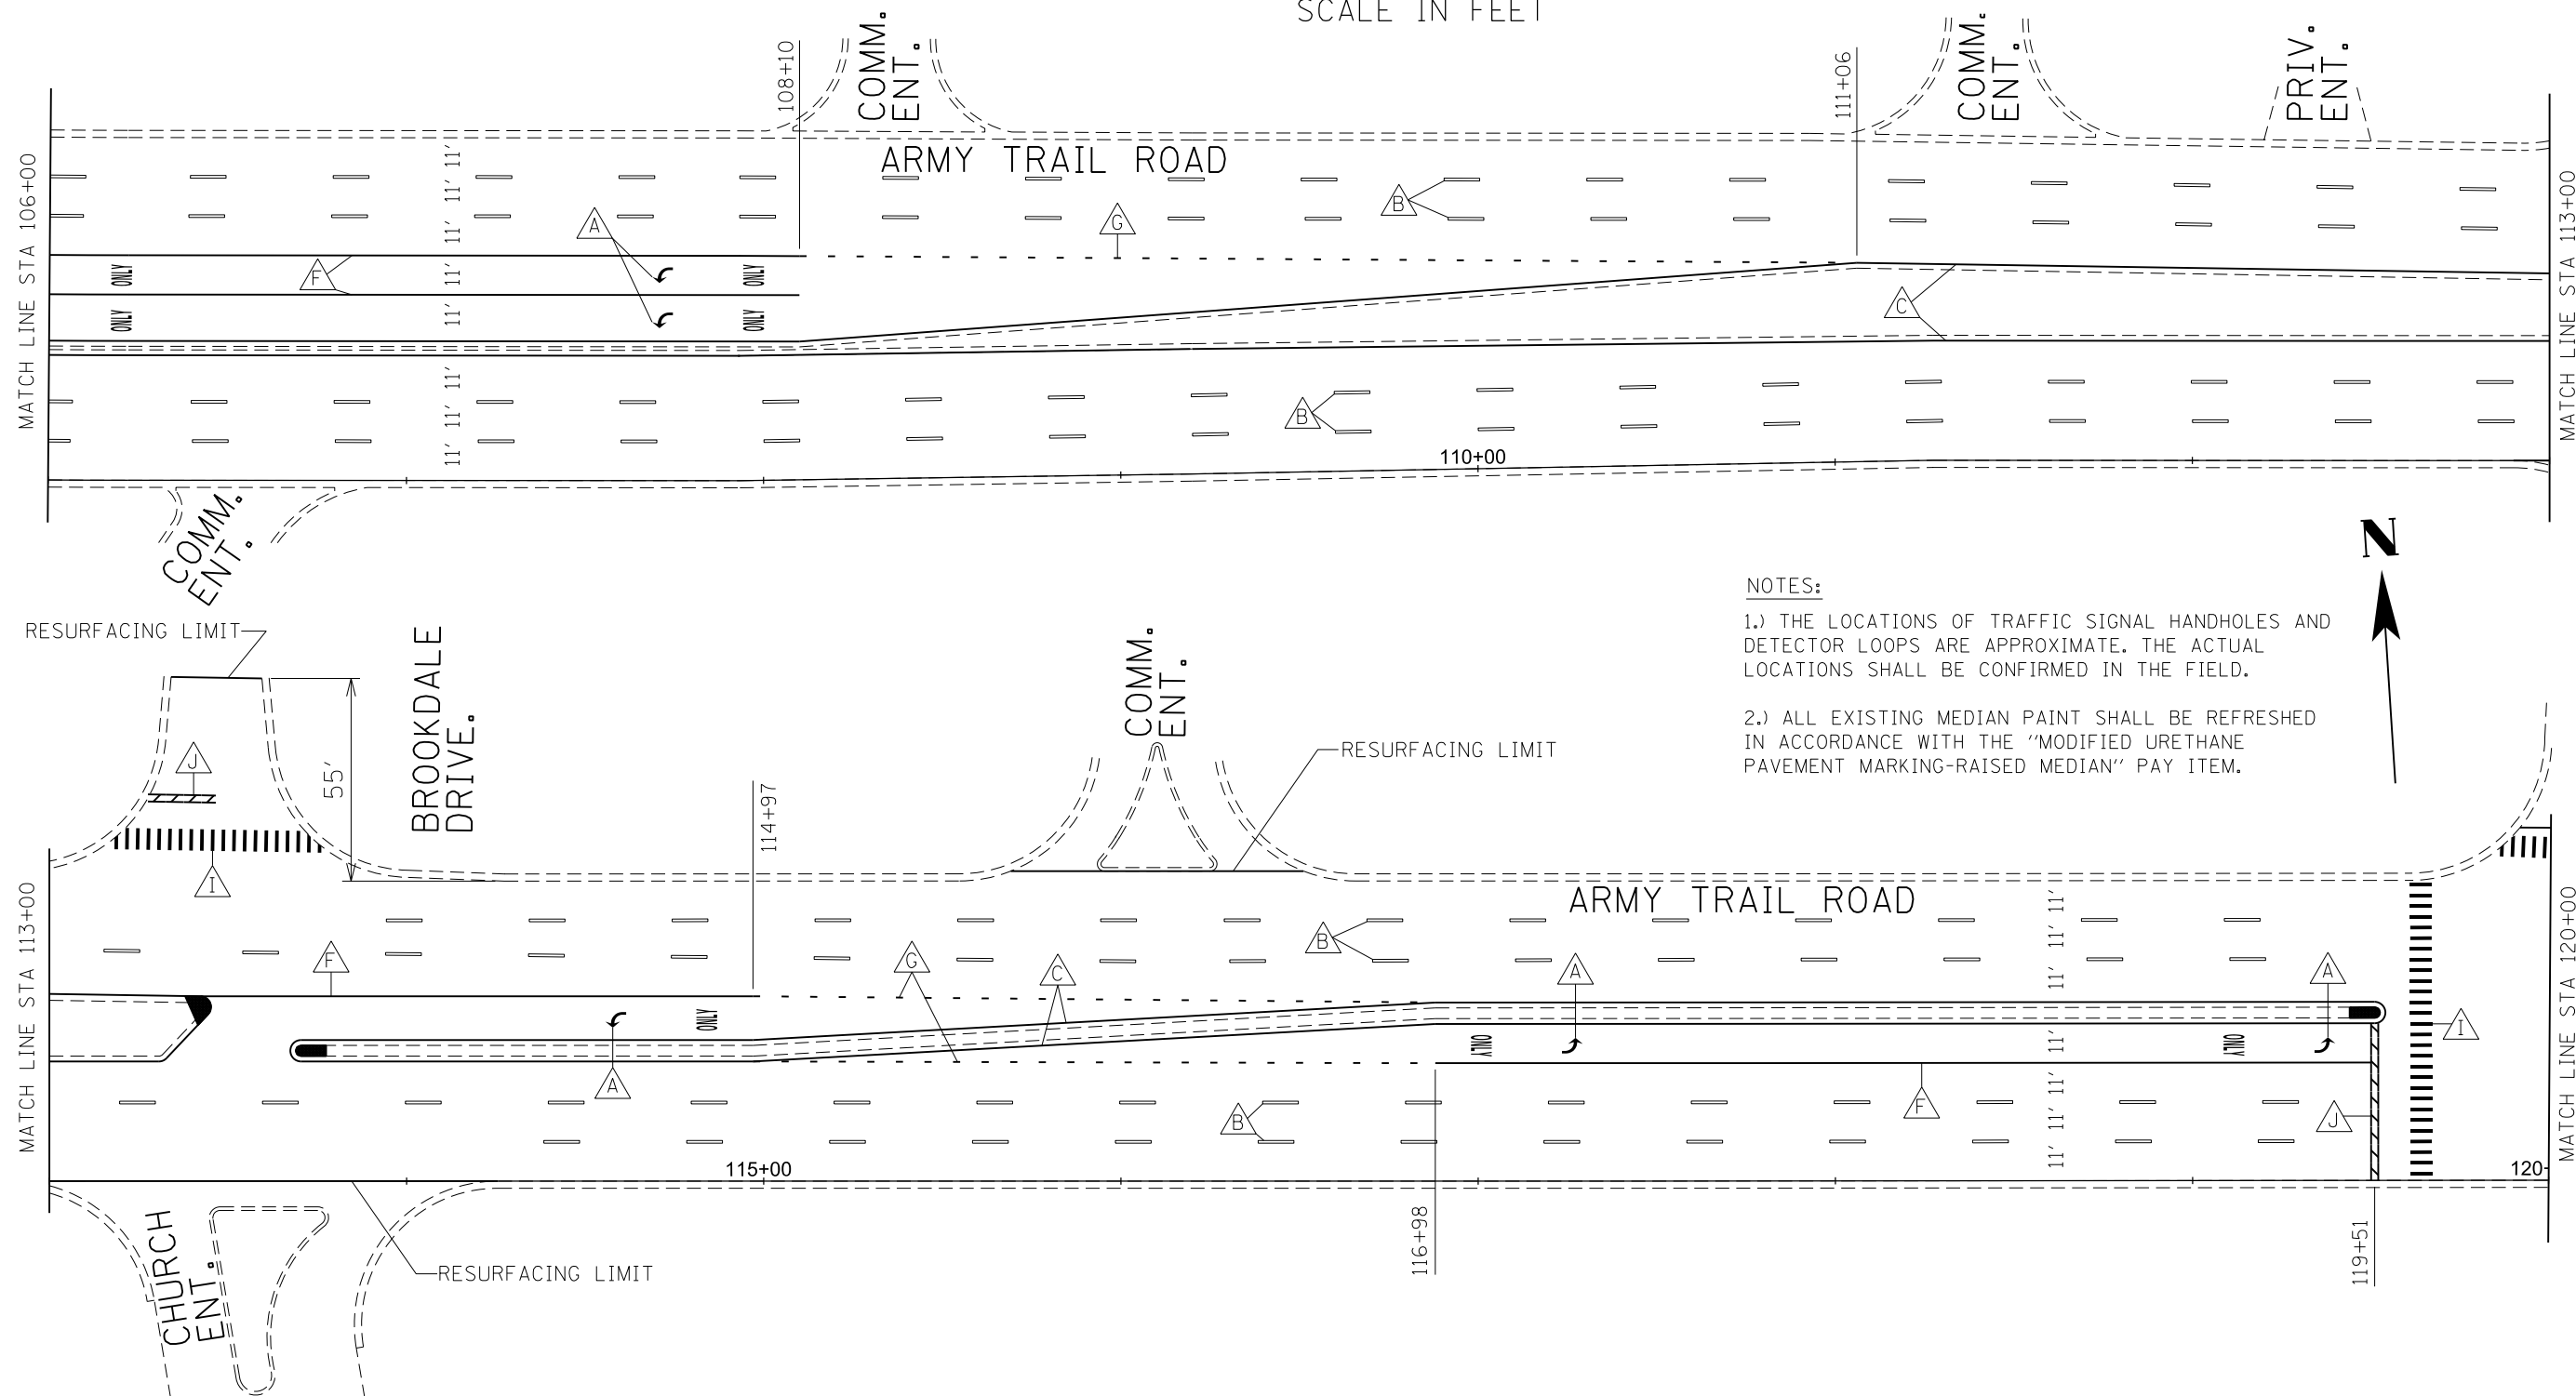 SCALE IN FEET
108+10
COMM.
ENT.
111+06
COMM.
ENT.
PRIV.
ENT.
MATCH LINE STA 106+00
ARMY TRAIL ROAD
MATCH LINE STA 113+00
11' 11'
11'
11'
11'
A
G
B
F
ONLY
ONLY
ONLY
ONLY
C
11'
11'
11'
B
110+00
COMM.
ENT.
N
NOTES:
1.) THE LOCATIONS OF TRAFFIC SIGNAL HANDHOLES AND
DETECTOR LOOPS ARE APPROXIMATE. THE ACTUAL
LOCATIONS SHALL BE CONFIRMED IN THE FIELD.
2.) ALL EXISTING MEDIAN PAINT SHALL BE REFRESHED
IN ACCORDANCE WITH THE "MODIFIED URETHANE
PAVEMENT MARKING-RAISED MEDIAN" PAY ITEM.
RESURFACING LIMIT
BROOKDALE
DRIVE.
55'
J
I
114+97
COMM.
ENT.
RESURFACING LIMIT
MATCH LINE STA 113+00
ARMY TRAIL ROAD
MATCH LINE STA 120+00
F
G
C
B
A
A
11'
11'
11'
ONLY
ONLY
ONLY
11'
I
A
B
F
J
11' 11'
11'
115+00
120
116+98
119+51
RESURFACING LIMIT
CHURCH
ENT.